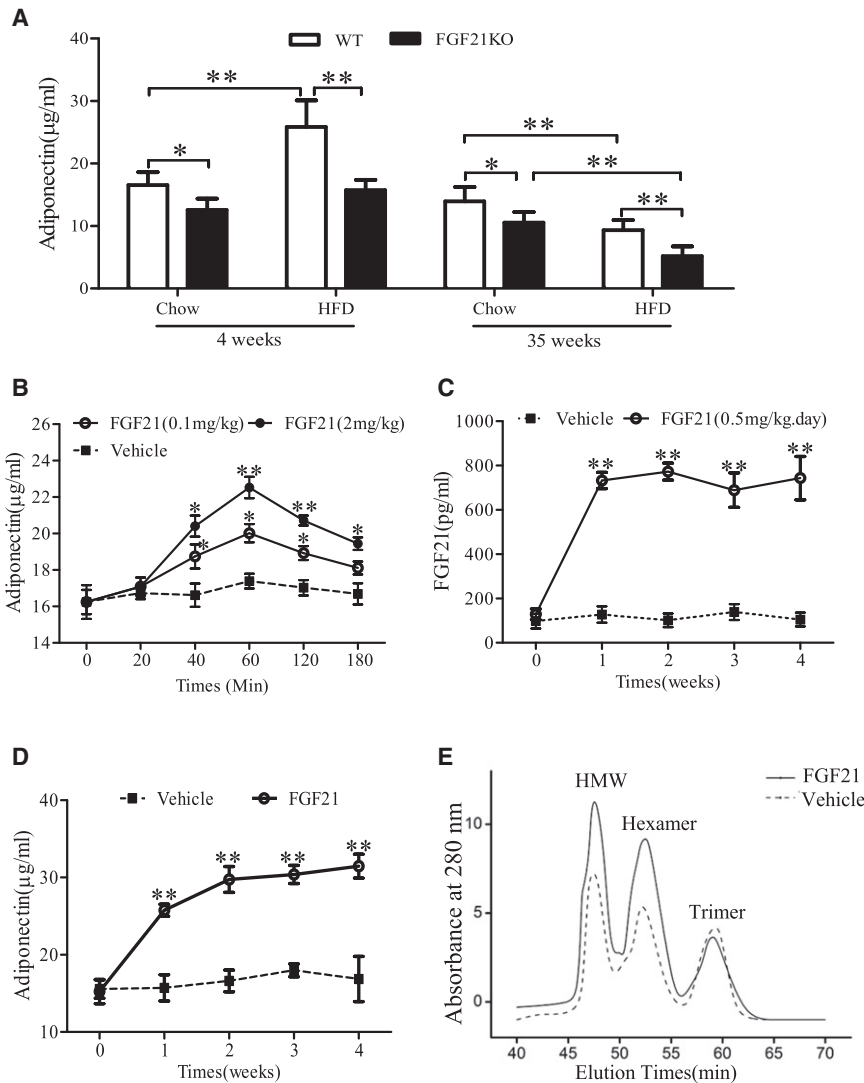 A
WT FGF21KO
Adiponectin(μg/ml)
40
30
20
10
0
** ** * ** * ** **
Chow HFD Chow HFD
4 weeks 35 weeks
B
FGF21(0.1mg/kg) FGF21(2mg/kg)
Vehicle
Adiponectin(μg/ml)
26
24
22
20
18
16
14
* ** ** *
* * *
0 20 40 60 120 180
Times (Min)
C
Vehicle FGF21(0.5mg/kg.day)
FGF21(pg/ml)
1000
800
600
400
200
0
** ** ** **
0 1 2 3 4
Times(weeks)
D
Vehicle FGF21
Adiponectin(μg/ml)
40
30
20
10
** ** ** **
0 1 2 3 4
Times(weeks)
E
FGF21
Vehicle
HMW
Hexamer
Trimer
Absorbance at 280 nm
10
5
0
40 45 50 55 60 65 70
Elution Times(min)